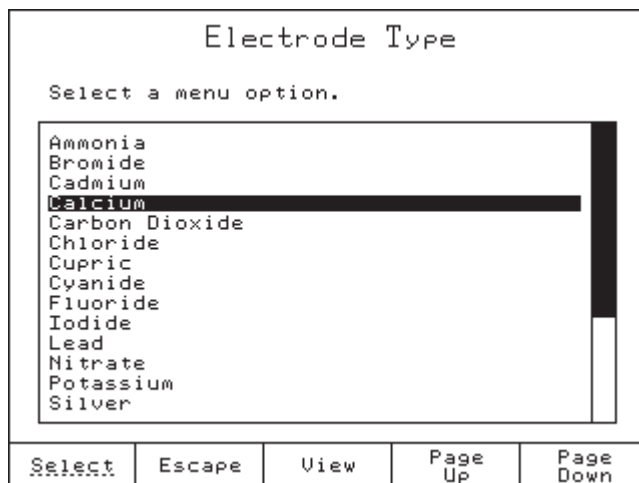 Electrode Type
Select a menu option.
Ammonia
Bromide
Cadmium
Calcium
Carbon Dioxide
Chloride
Cupric
Cyanide
Fluoride
Iodide
Lead
Nitrate
Potassium
Silver
Select
Escape
View
Page
Up
Page
Down